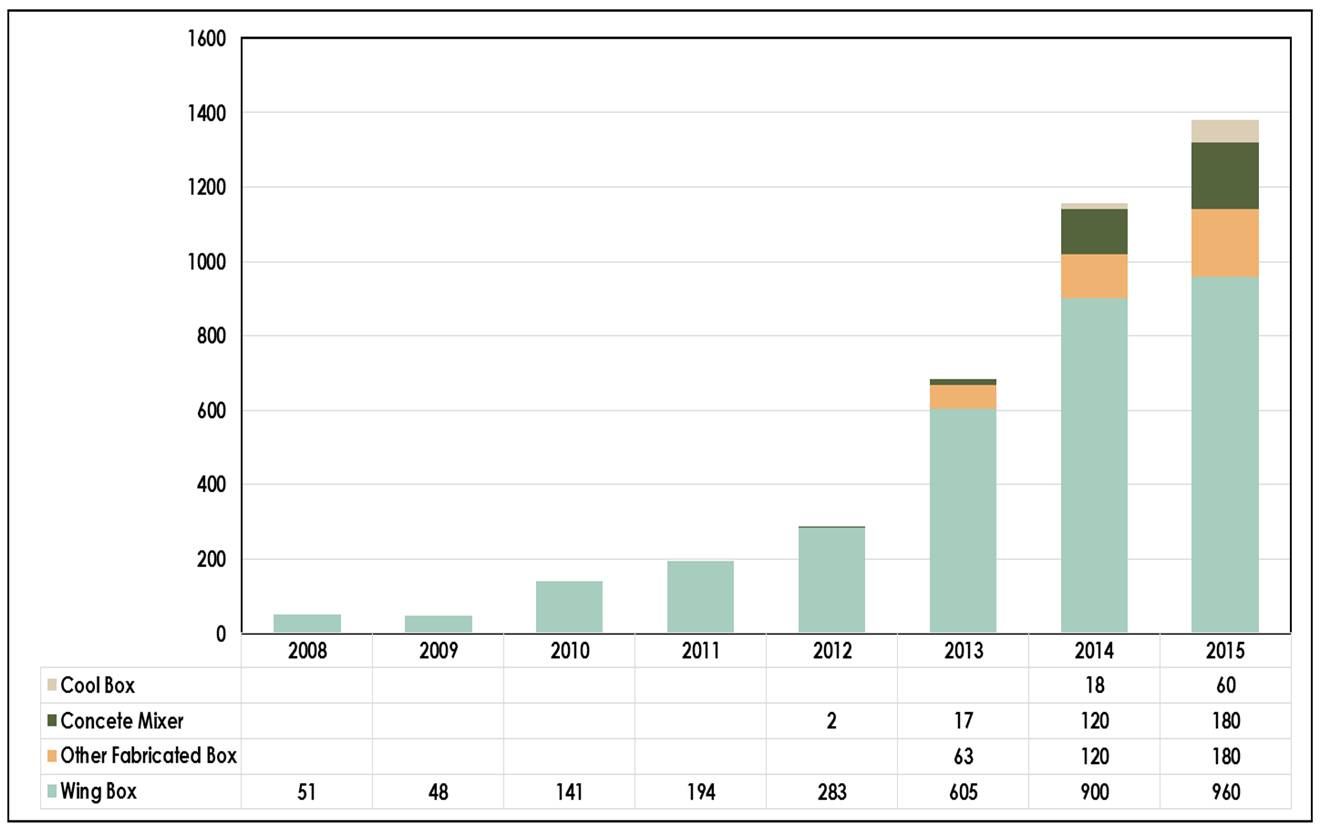 1600
1400
1200
1000
800
600
400
200
0
2008 2009 2010 2011 2012 2013 2014 2015
Cool Box 18 60
Concete Mixer 2 17 120 180
Other Fabricated Box 63 120 180
Wing Box 51 48 141 194 283 605 900 960